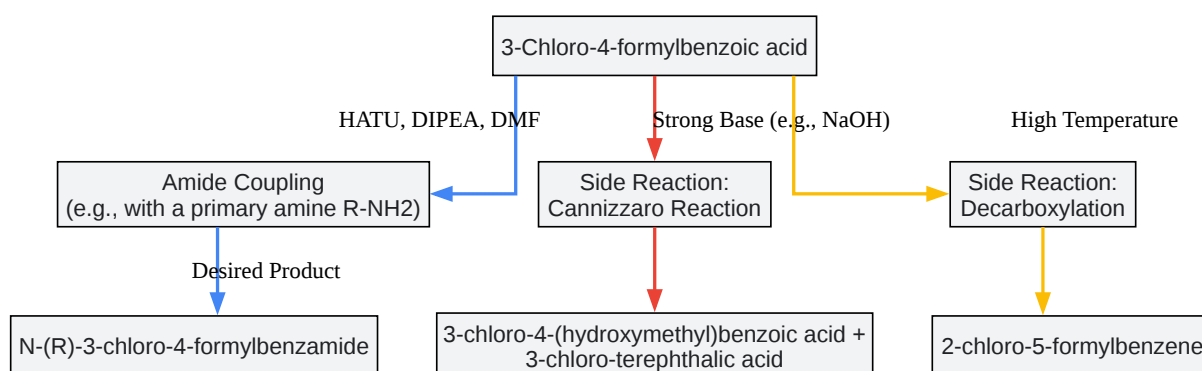 3-Chloro-4-formylbenzoic acid
HATU, DIPEA, DMF
Strong Base (e.g., NaOH)
High Temperature
Amide Coupling
(e.g., with a primary amine R-NH2)
Side Reaction:
Cannizzaro Reaction
Side Reaction:
Decarboxylation
Desired Product
N-(R)-3-chloro-4-formylbenzamide
3-chloro-4-(hydroxymethyl)benzoic acid +
3-chloro-terephthalic acid
2-chloro-5-formylbenzene